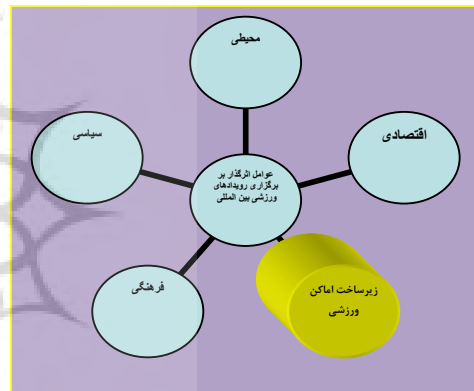 محیطی
اقتصادی
سیاسی
عوامل اثرگذار بر
برگزاری رویدادهای
ورزشی بین المللی
زیرساخت اماکن
ورزشی
فرهنگی